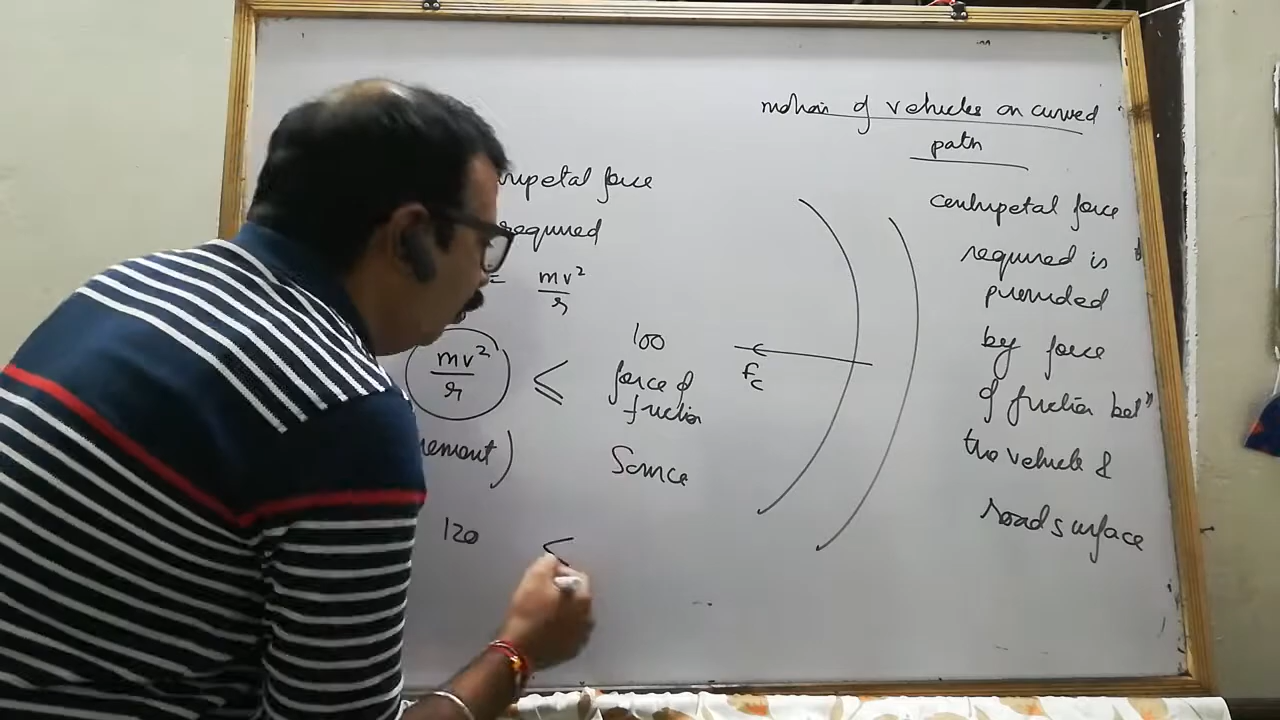 motion of vehicles on curved
path
centripetal force
required is
provided
by force
of friction betn
the vehicle &
road surface
ripetal force
required
= mv²/r
mv²/r ≤ 100
force of
friction
rement) Source
120 <
fc